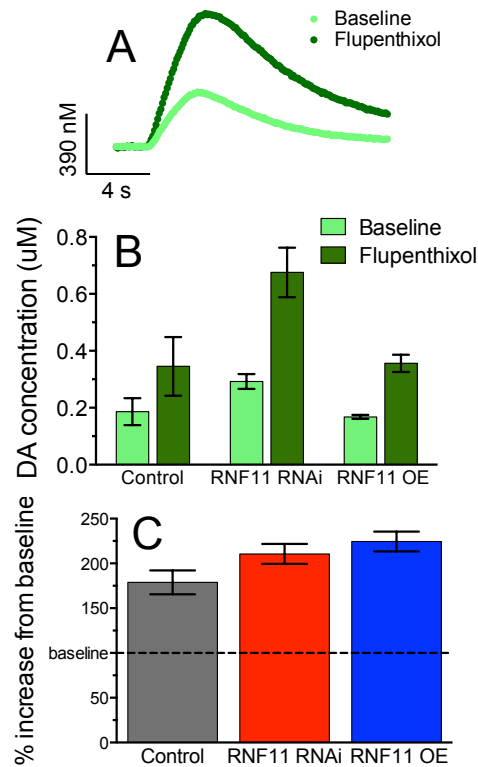 A
Baseline
Flupenthixol
390 nM
4 s
B
Baseline
Flupenthixol
DA concentration (uM)
0.8
0.6
0.4
0.2
0.0
Control RNF11 RNAi RNF11 OE
C
% increase from baseline
250
200
150
baseline
50
0
Control RNF11 RNAi RNF11 OE